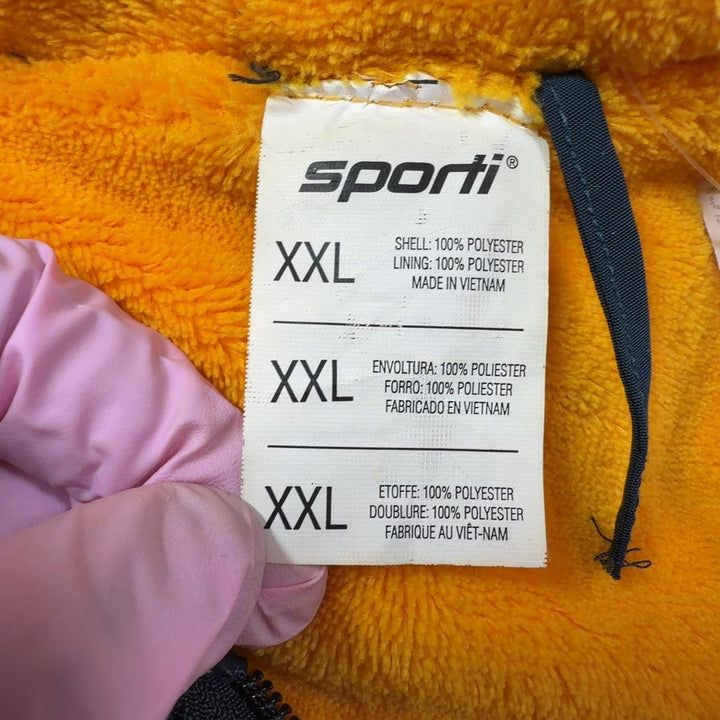 sporti®
XXL
SHELL: 100% POLYESTER
LINING: 100% POLYESTER
MADE IN VIETNAM
XXL
ENVOLTURA: 100% POLIESTER
FORRO: 100% POLIESTER
FABRICADO EN VIETNAM
XXL
ETOFFE: 100% POLYESTER
DOUBLURE: 100% POLYESTER
FABRIQUE AU VIÊT-NAM